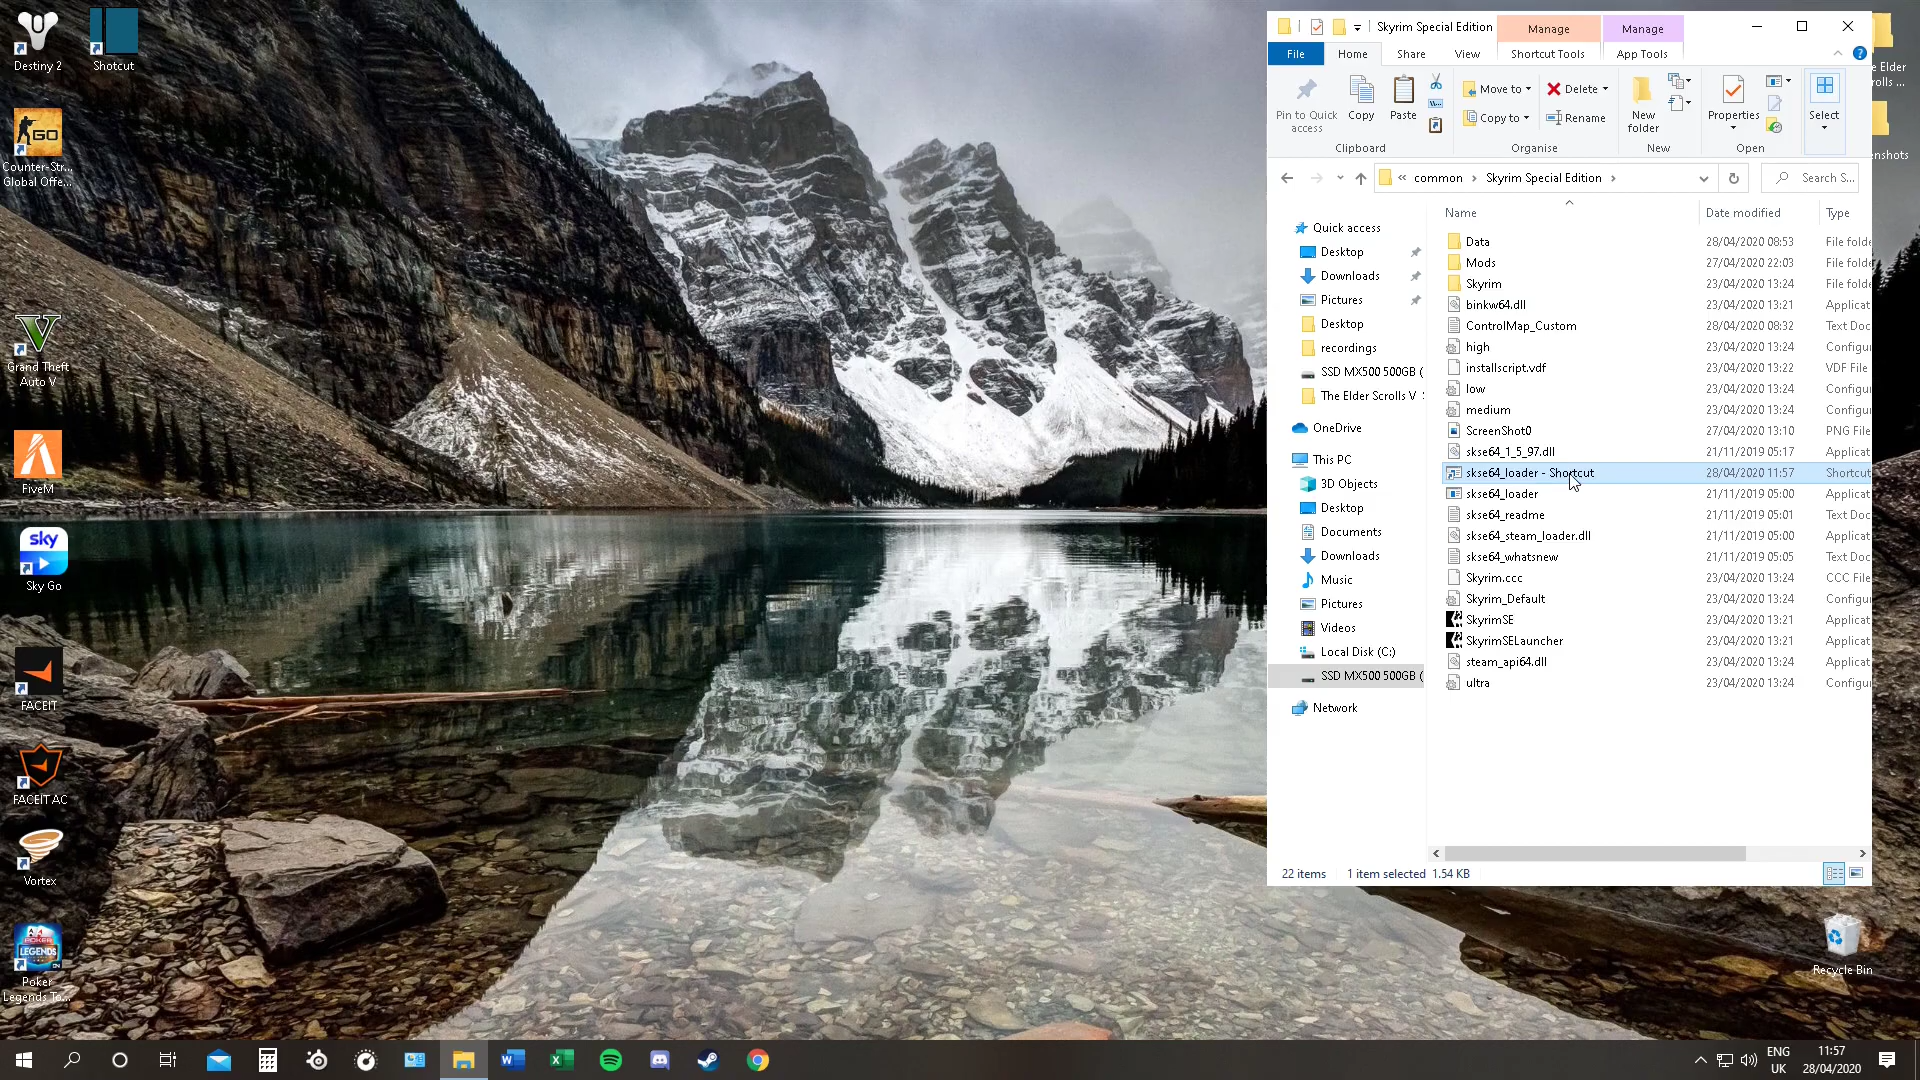 Destiny 2
Shotcut
GO
Counter-Str...
Global Offe...
Grand Theft
Auto V
FiveM
sky
Sky Go
FACEIT
FACEIT AC
Vortex
POKER
LEGENDS
Poker
Legends To...
Skyrim Special Edition
Manage
Manage
File
Home
Share
View
Shortcut Tools
App Tools
Pin to Quick
access
Copy
Paste
Clipboard
Move to
Copy to
Delete
Rename
Organise
New
folder
New
Properties
Open
Select
« common > Skyrim Special Edition >
Search S...
Quick access
Desktop
Downloads
Pictures
Desktop
recordings
SSD MX500 500GB (
The Elder Scrolls V
OneDrive
This PC
3D Objects
Desktop
Documents
Downloads
Music
Pictures
Videos
Local Disk (C:)
SSD MX500 500GB (
Network
Name Date modified Type
Data 28/04/2020 08:53 File folde
Mods 27/04/2020 22:03 File folde
Skyrim 23/04/2020 13:24 File folde
binkw64.dll 23/04/2020 13:21 Applicat
ControlMap_Custom 28/04/2020 08:32 Text Doc
high 23/04/2020 13:24 Configur
installscript.vdf 23/04/2020 13:22 VDF File
low 23/04/2020 13:24 Configur
medium 23/04/2020 13:24 Configur
ScreenShot0 27/04/2020 13:10 PNG File
skse64_1_5_97.dll 21/11/2019 05:17 Applicat
skse64_loader - Shortcut 28/04/2020 11:57 Shortcut
skse64_loader 21/11/2019 05:00 Applicat
skse64_readme 21/11/2019 05:01 Text Doc
skse64_steam_loader.dll 21/11/2019 05:00 Applicat
skse64_whatsnew 21/11/2019 05:05 Text Doc
Skyrim.ccc 23/04/2020 13:24 CCC File
Skyrim_Default 23/04/2020 13:24 Configur
SkyrimSE 23/04/2020 13:21 Applicat
SkyrimSELauncher 23/04/2020 13:21 Applicat
steam_api64.dll 23/04/2020 13:24 Applicat
ultra 23/04/2020 13:24 Configur
22 items 1 item selected 1.54 KB
e Elder
rolls ...
enshots
Recycle Bin
ENG
UK
11:57
28/04/2020